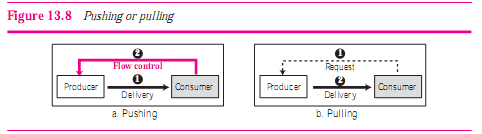 Figure 13.8 Pushing or pulling
2
Flow control
1
Producer
Delivery
Consumer
a. Pushing
1
Request
2
Producer
Delivery
Consumer
b. Pulling